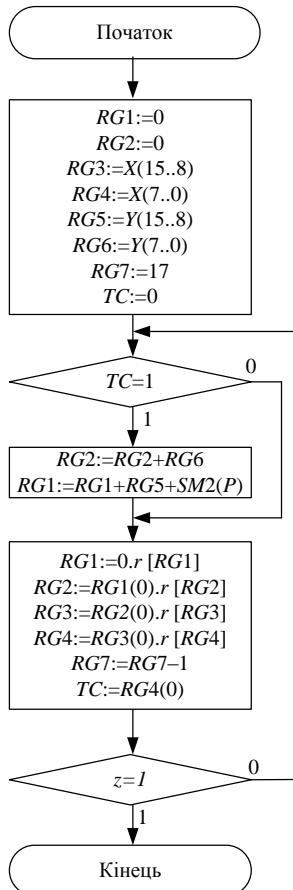 Початок
RG1:=0
RG2:=0
RG3:=X(15..8)
RG4:=X(7..0)
RG5:=Y(15..8)
RG6:=Y(7..0)
RG7:=17
TC:=0
TC=1
0
1
RG2:=RG2+RG6
RG1:=RG1+RG5+SM2(P)
RG1:=0.r [RG1]
RG2:=RG1(0).r [RG2]
RG3:=RG2(0).r [RG3]
RG4:=RG3(0).r [RG4]
RG7:=RG7–1
TC:=RG4(0)
z=1
0
1
Кінець